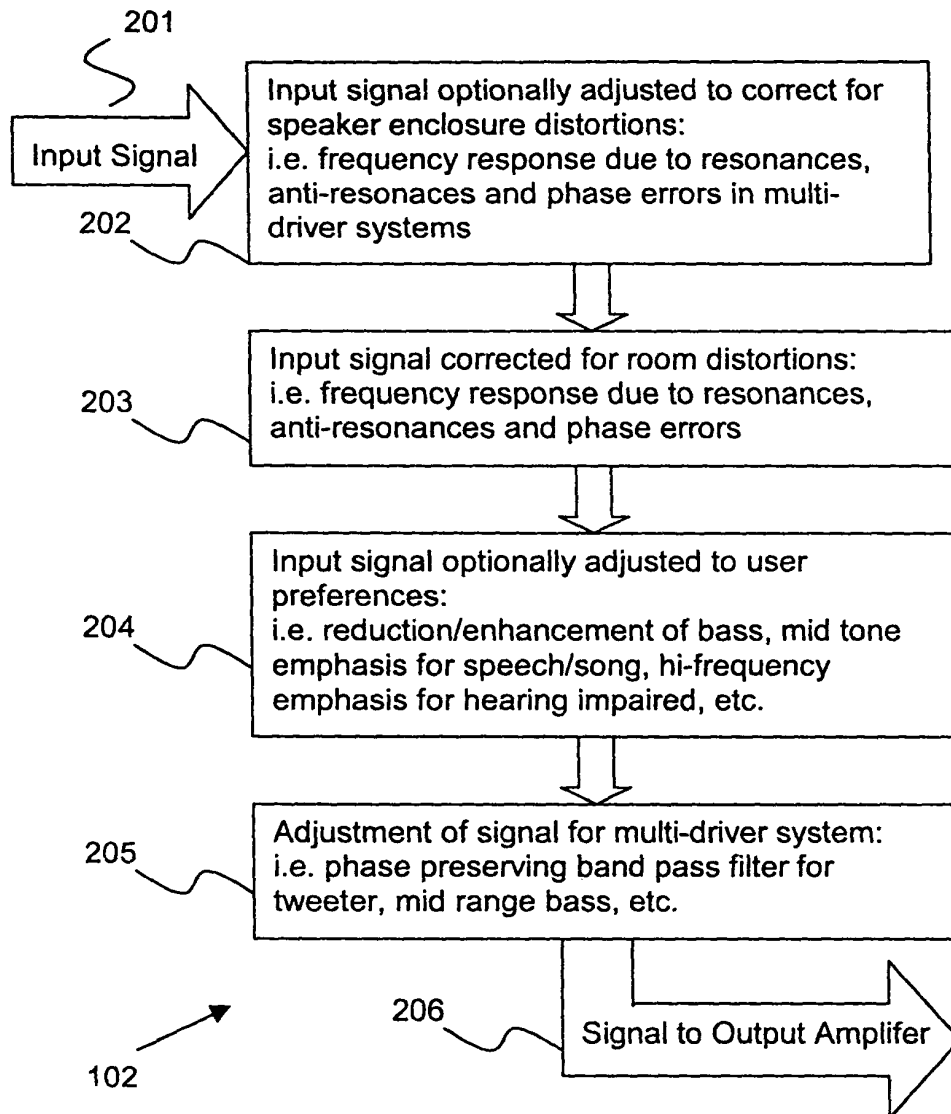 201
Input Signal
Input signal optionally adjusted to correct for
speaker enclosure distortions:
i.e. frequency response due to resonances,
anti-resonaces and phase errors in multi-
driver systems
202
Input signal corrected for room distortions:
i.e. frequency response due to resonances,
anti-resonances and phase errors
203
Input signal optionally adjusted to user
preferences:
i.e. reduction/enhancement of bass, mid tone
emphasis for speech/song, hi-frequency
emphasis for hearing impaired, etc.
204
Adjustment of signal for multi-driver system:
i.e. phase preserving band pass filter for
tweeter, mid range bass, etc.
205
206
Signal to Output Amplifer
102